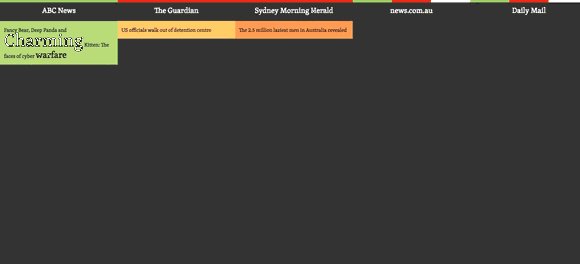 ABC News
The Guardian
Sydney Morning Herald
news.com.au
Daily Mail
Fancy Bear, Deep Panda and
Charming Kitten: The
faces of cyber warfare
US officials walk out of detention centre
The 2.3 million laziest men in Australia revealed